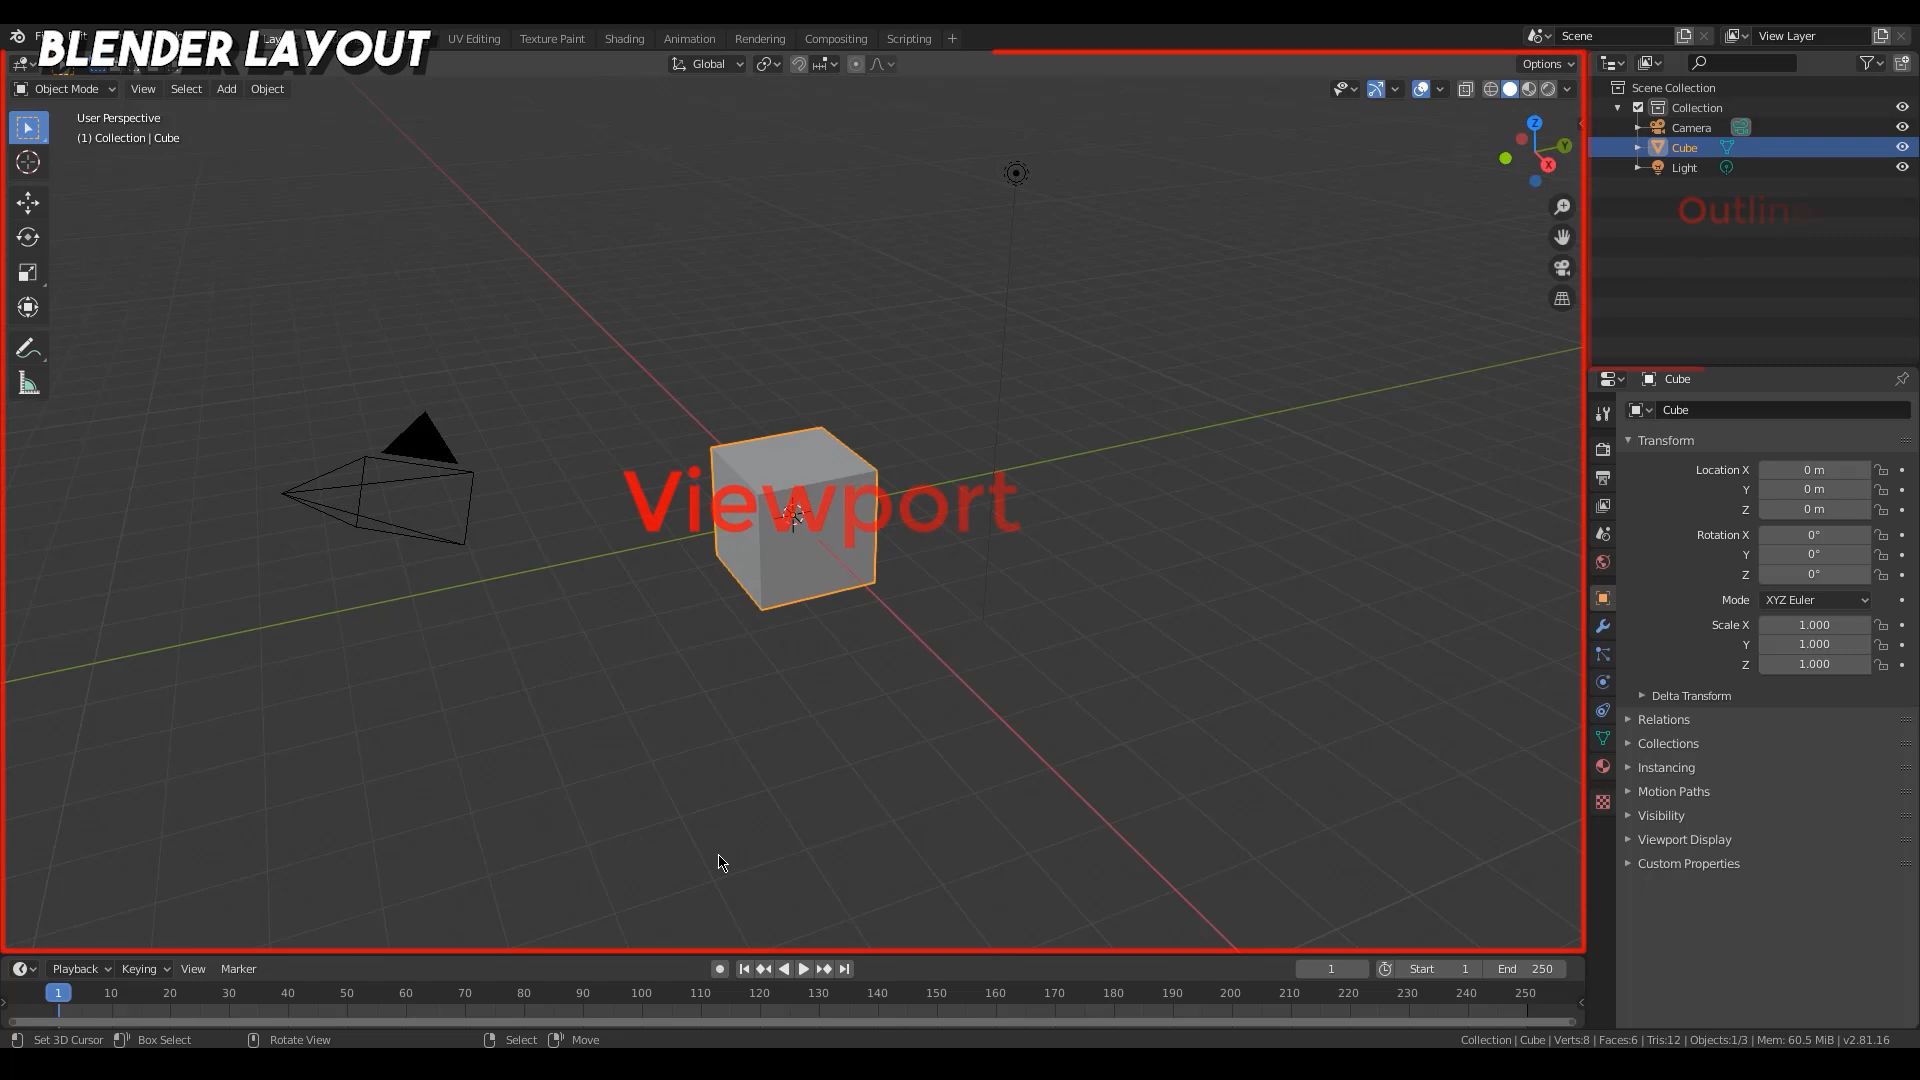 BLENDER LAYOUT
UV Editing
Texture Paint
Shading
Animation
Rendering
Compositing
Scripting
+
Scene
View Layer
Global
Options
Object Mode
View
Select
Add
Object
User Perspective
(1) Collection | Cube
Z
Y
X
Viewport
Scene Collection
Collection
Camera
Cube
Light
Outline
Cube
Cube
Transform
Location X 0 m
Y 0 m
Z 0 m
Rotation X 0°
Y 0°
Z 0°
Mode XYZ Euler
Scale X 1.000
Y 1.000
Z 1.000
Delta Transform
Relations
Collections
Instancing
Motion Paths
Visibility
Viewport Display
Custom Properties
Playback
Keying
View
Marker
1
Start 1
End 250
1 10 20 30 40 50 60 70 80 90 100 110 120 130 140 150 160 170 180 190 200 210 220 230 240 250
Set 3D Cursor
Box Select
Rotate View
Select
Move
Collection | Cube | Verts:8 | Faces:6 | Tris:12 | Objects:1/3 | Mem: 60.5 MiB | v2.81.16